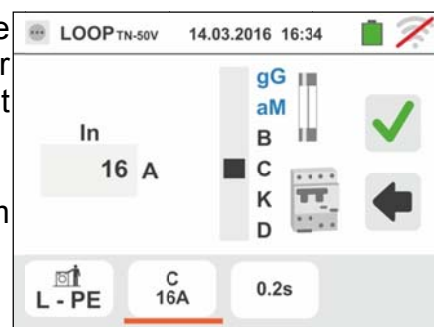 LOOP TN-50V 14.03.2016 16:34
gG
aM
In
B
16 A
C
K
D
L - PE
C
16A
0.2s